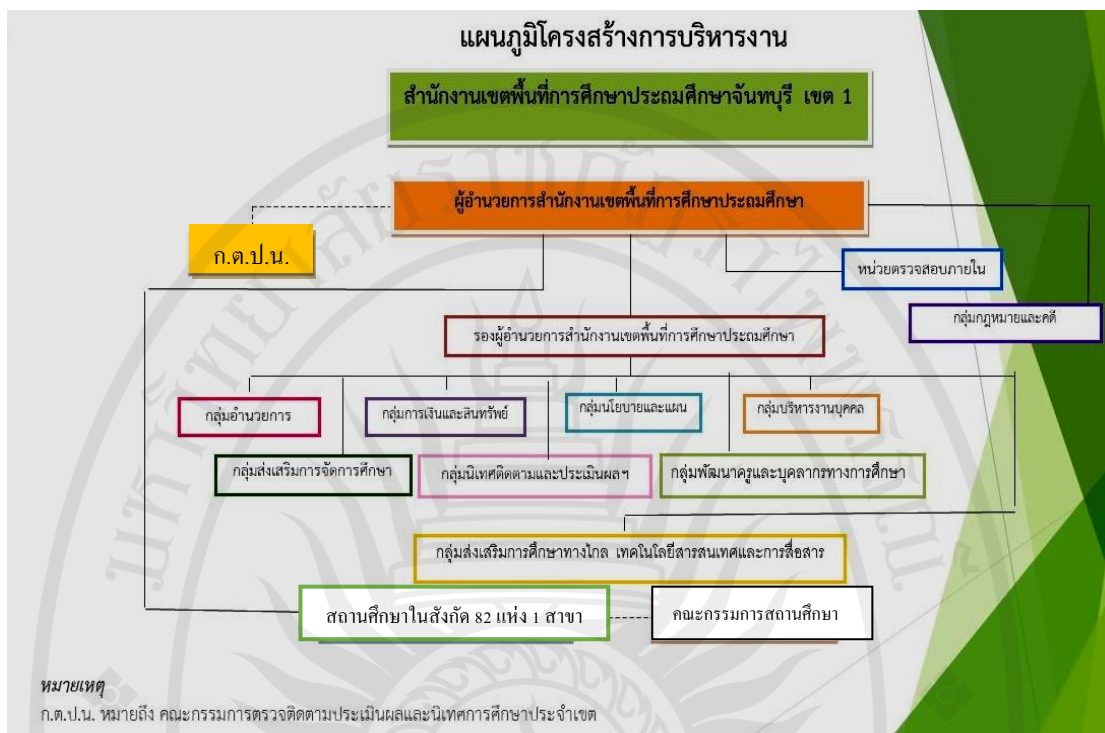 แผนภูมิโครงสร้างการบริหารงาน
สำนักงานเขตพื้นที่การศึกษาประถมศึกษาจันทบุรี เขต 1
ผู้อำนวยการสำนักงานเขตพื้นที่การศึกษาประถมศึกษา
ก.ต.ป.น.
หน่วยตรวจสอบภายใน
กลุ่มกฎหมายและคดี
รองผู้อำนวยการสำนักงานเขตพื้นที่การศึกษาประถมศึกษา
กลุ่มอำนวยการ
กลุ่มการเงินและสินทรัพย์
กลุ่มนโยบายและแผน
กลุ่มบริหารงานบุคคล
กลุ่มส่งเสริมการจัดการศึกษา
กลุ่มนิเทศติดตามและประเมินผลฯ
กลุ่มพัฒนาครูและบุคลากรทางการศึกษา
กลุ่มส่งเสริมการศึกษาทางไกล เทคโนโลยีสารสนเทศและการสื่อสาร
สถานศึกษาในสังกัด 82 แห่ง 1 สาขา
คณะกรรมการสถานศึกษา
หมายเหตุ
ก.ต.ป.น. หมายถึง คณะกรรมการตรวจติดตามประเมินผลและนิเทศการศึกษาประจำเขต